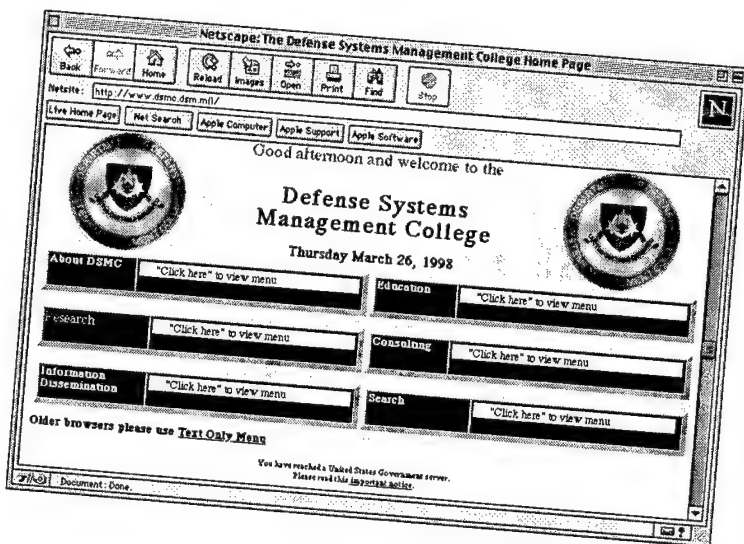 Netscape: The Defense Systems Management College Home Page
Back Forward Home Reload Images Open Print Find Stop
N
Netsite: http://www.dsmc.dsm.mil/
Live Home Page Net Search Apple Computer Apple Support Apple Software
Good afternoon and welcome to the
Defense Systems
Management College
Thursday March 26, 1998
About DSMC "Click here" to view menu
Education "Click here" to view menu
Research "Click here" to view menu
Consulting "Click here" to view menu
Information
Dissemination "Click here" to view menu
Search "Click here" to view menu
Older browsers please use Text Only Menu
You have reached a United States Government server.
Please read this important notice.
Document: Done.